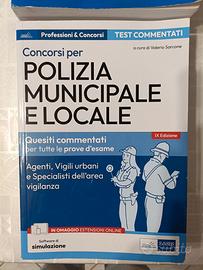 Professioni & Concorsi
TEST COMMENTATI
a cura di Valerio Sarcone
Concorsi per
POLIZIA
MUNICIPALE
E LOCALE
IX Edizione
Quesiti commentati
per tutte le prove d'esame
Agenti, Vigili urbani
e Specialisti dell'area
vigilanza
IN OMAGGIO ESTENSIONI ONLINE
Software di
simulazione